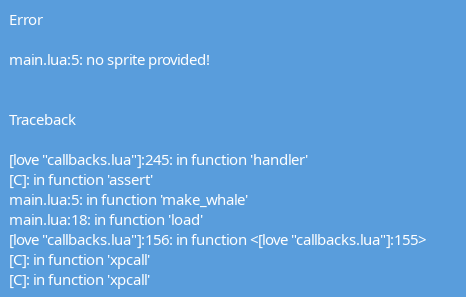 Error
main.lua:5: no sprite provided!
Traceback
[love "callbacks.lua"]:245: in function 'handler'
[C]: in function 'assert'
main.lua:5: in function 'make_whale'
main.lua:18: in function 'load'
[love "callbacks.lua"]:156: in function <[love "callbacks.lua"]:155>
[C]: in function 'xpcall'
[C]: in function 'xpcall'